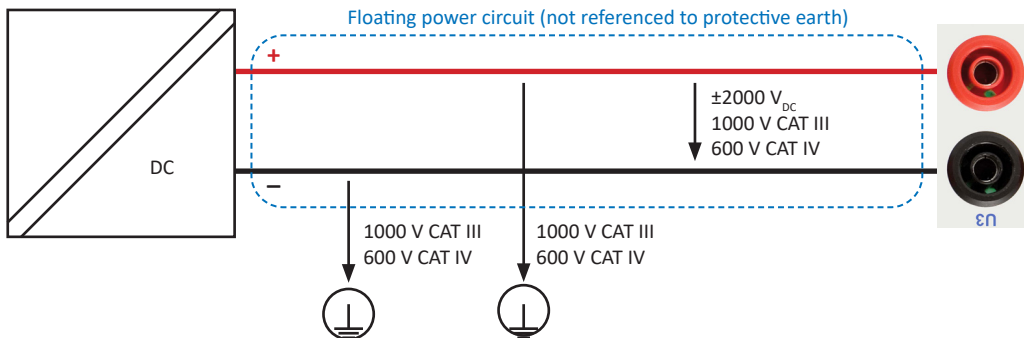 Floating power circuit (not referenced to protective earth)
+
±2000 V_DC
1000 V CAT III
600 V CAT IV
DC
−
U3
1000 V CAT III
600 V CAT IV
1000 V CAT III
600 V CAT IV